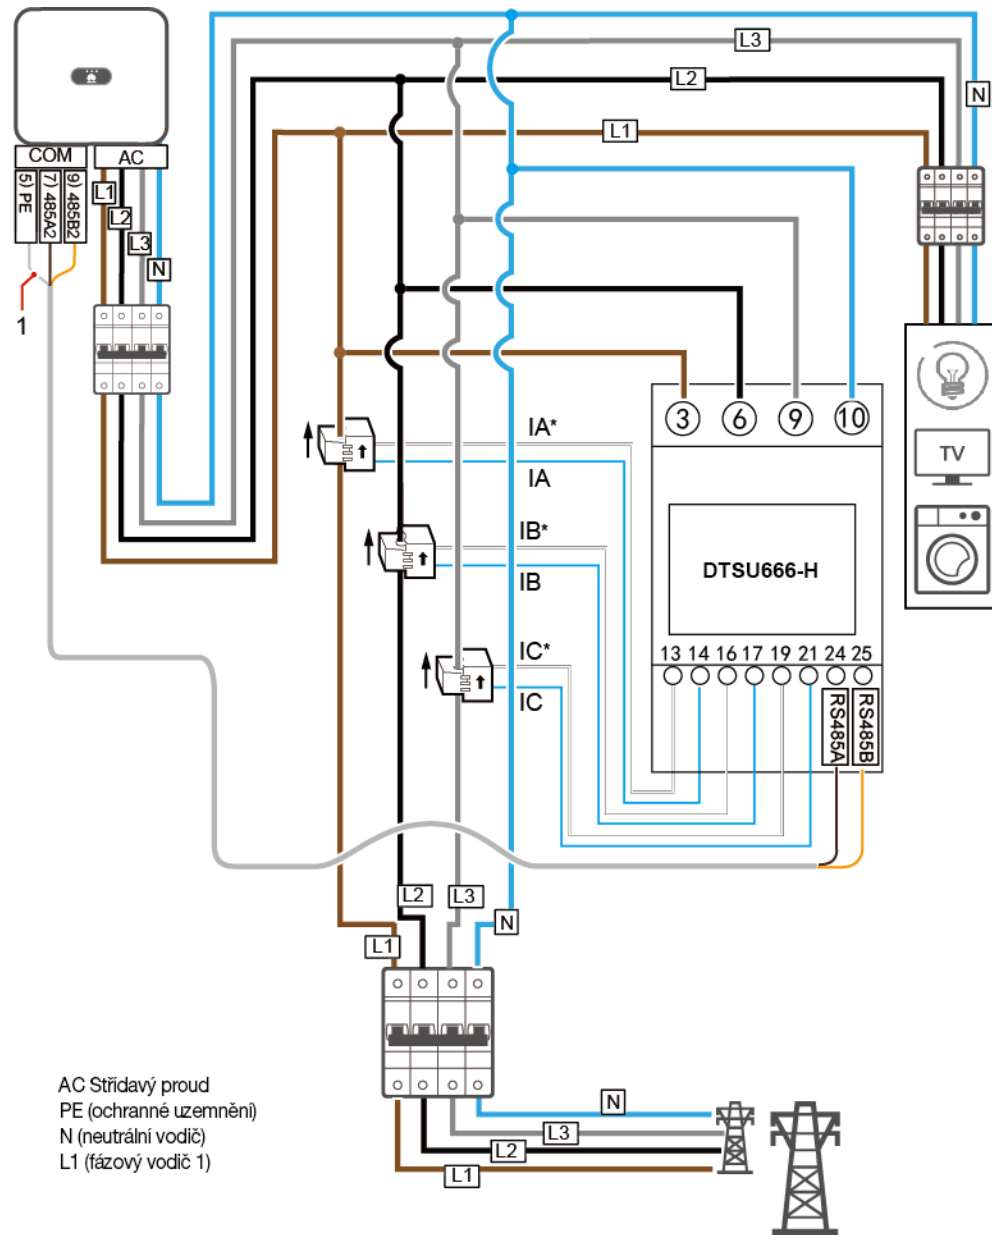 L3
L2
N
L1
COM
AC
5) PE
7) 485A2
9) 485B2
L1
L2
L3
N
1
3
6
9
10
IA*
IA
TV
IB*
IB
DTSU666-H
IC*
IC
13 14 16 17 19 21 24 25
RS485A
RS485B
L2
L3
N
L1
AC Střídavý proud
PE (ochranné uzemnění)
N (neutrální vodič)
L1 (fázový vodič 1)
N
L3
L2
L1